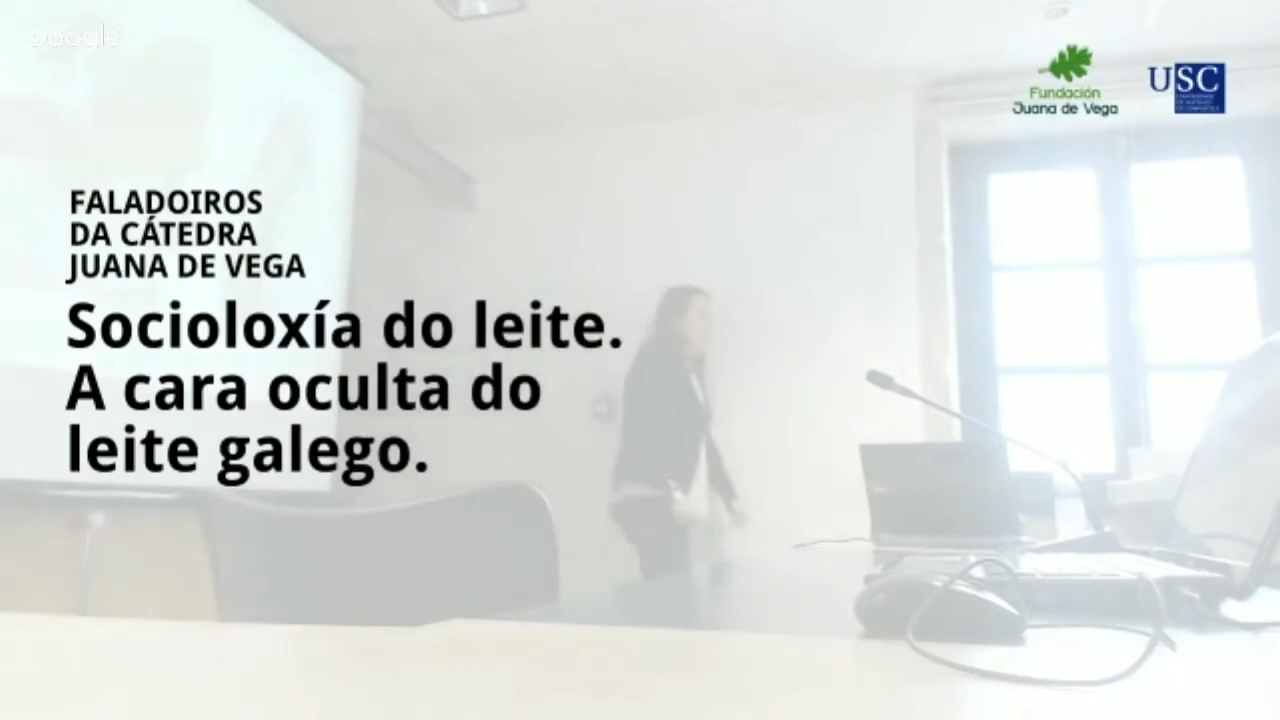 Google
Fundación
Juana de Vega
USC
FALADOIROS
DA CÁTEDRA
JUANA DE VEGA
Socioloxía do leite.
A cara oculta do
leite galego.